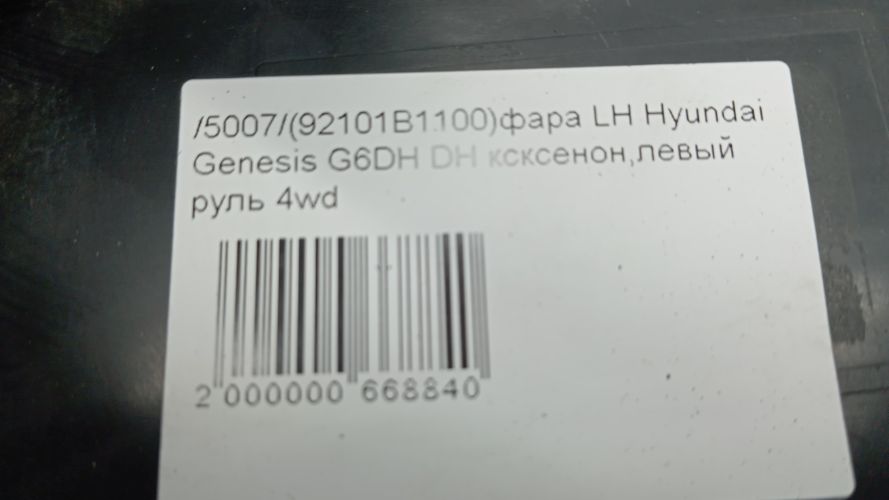 /5007/(92101B1100)фара LH Hyundai
Genesis G6DH DH ксксенон,левый
руль 4wd
2 000000 668840